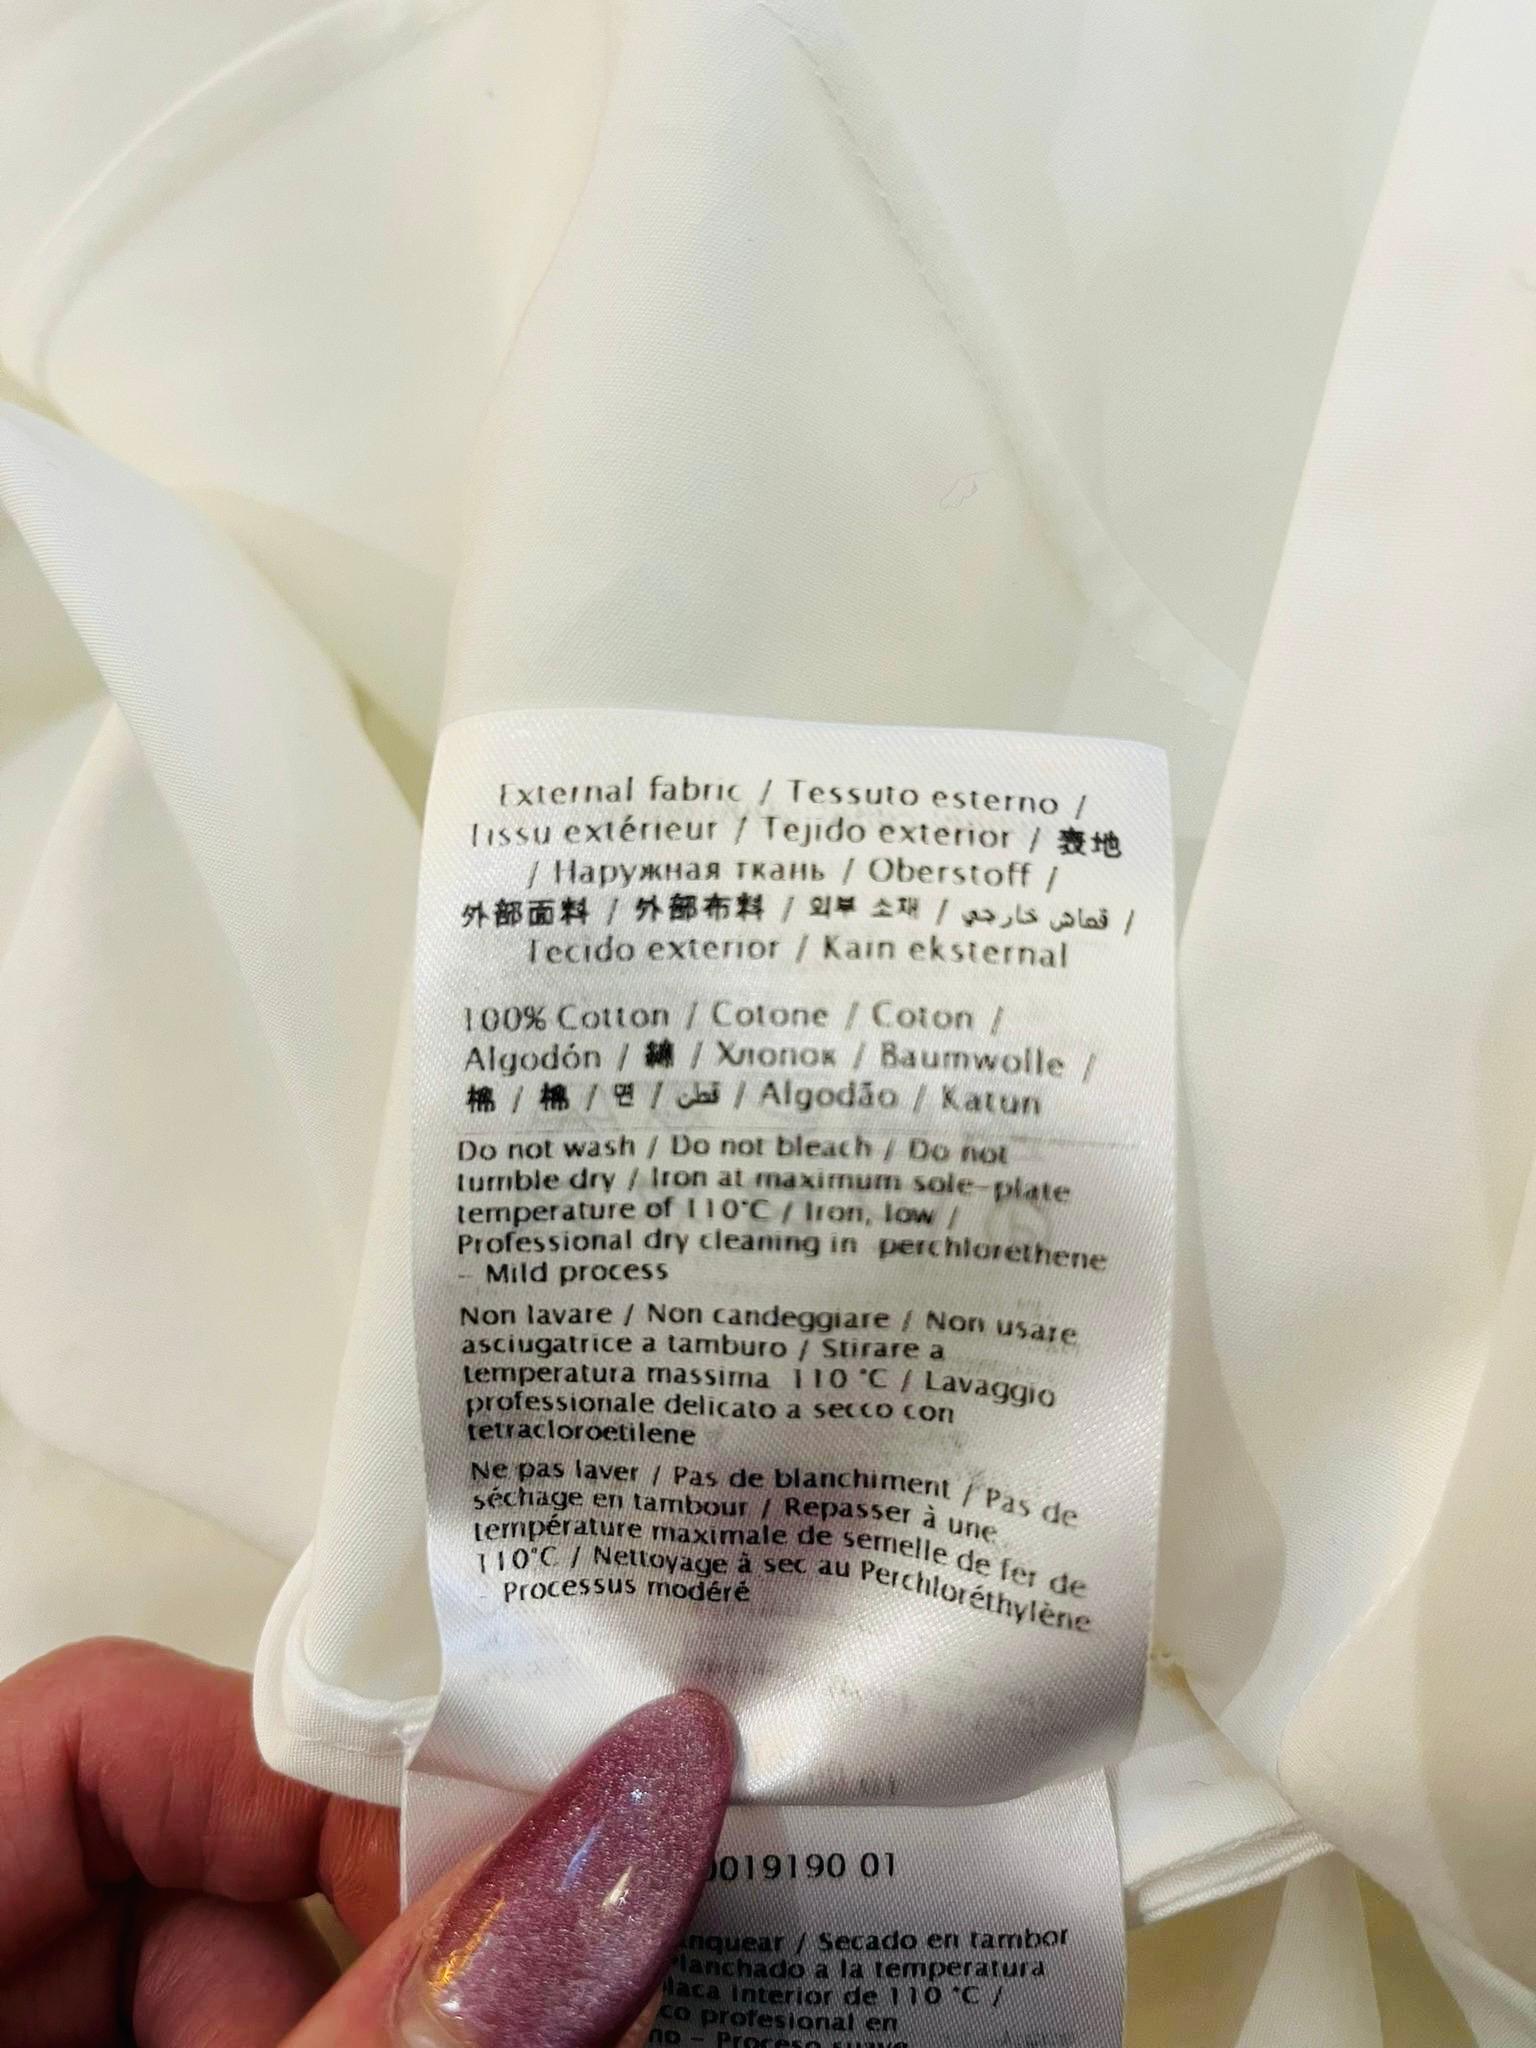 External fabric / Tessuto esterno /
Tissu extérieur / Tejido exterior / 表地
/ Наружная ткань / Oberstoff /
外部面料 / 外部布料 / 외부 소재 / قماش خارجي /
Tecido exterior / Kain eksternal
100% Cotton / Cotone / Coton /
Algodón / 綿 / Хлопок / Baumwolle /
棉 / 棉 / 면 / قطن / Algodão / Katun
Do not wash / Do not bleach / Do not
tumble dry / Iron at maximum sole-plate
temperature of 110°C / Iron, low /
Professional dry cleaning in perchlorethene
- Mild process
Non lavare / Non candeggiare / Non usare
asciugatrice a tamburo / Stirare a
temperatura massima 110 °C / Lavaggio
professionale delicato a secco con
tetracloroetilene
Ne pas laver / Pas de blanchiment / Pas de
séchage en tambour / Repasser à une
température maximale de semelle de fer de
110°C / Nettoyage à sec au Perchloréthylène
- Processus modéré
0019190 01
nquear / Secado en tambor
lanchado a la temperatura
laca interior de 110 °C /
co profesional en
no - Proceso suave